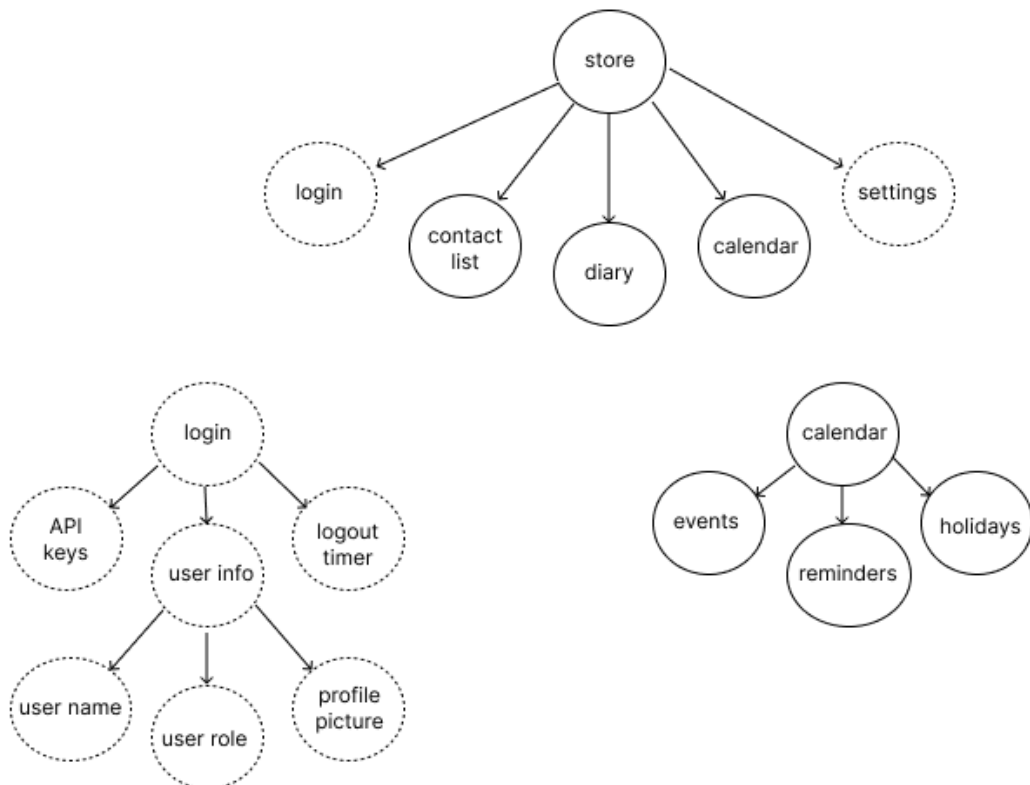 store
login
settings
contact
list
diary
calendar
login
calendar
API
keys
user info
logout
timer
events
reminders
holidays
user name
user role
profile
picture